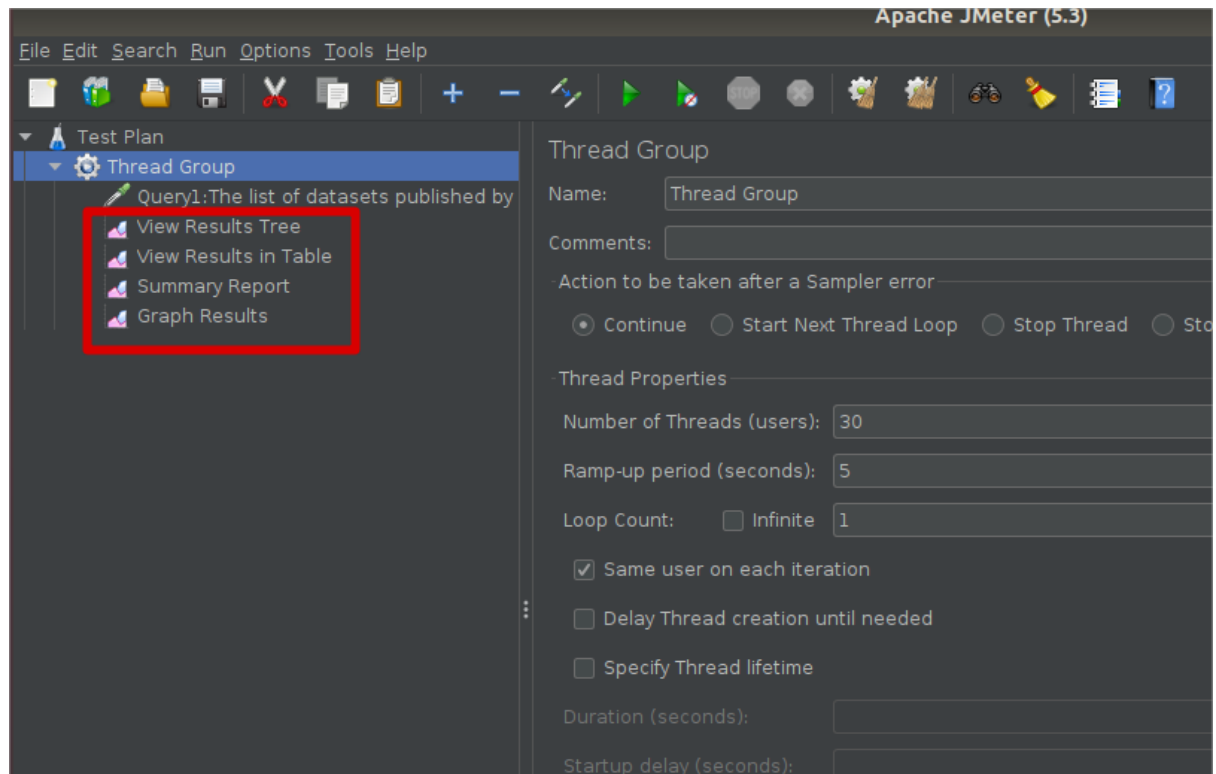 Apache JMeter (5.3)
File Edit Search Run Options Tools Help
STOP
Test Plan
Thread Group
Query1:The list of datasets published by
View Results Tree
View Results in Table
Summary Report
Graph Results
Thread Group
Name: Thread Group
Comments:
Action to be taken after a Sampler error
Continue Start Next Thread Loop Stop Thread Sto
Thread Properties
Number of Threads (users): 30
Ramp-up period (seconds): 5
Loop Count: Infinite 1
Same user on each iteration
Delay Thread creation until needed
Specify Thread lifetime
Duration (seconds):
Startup delay (seconds):